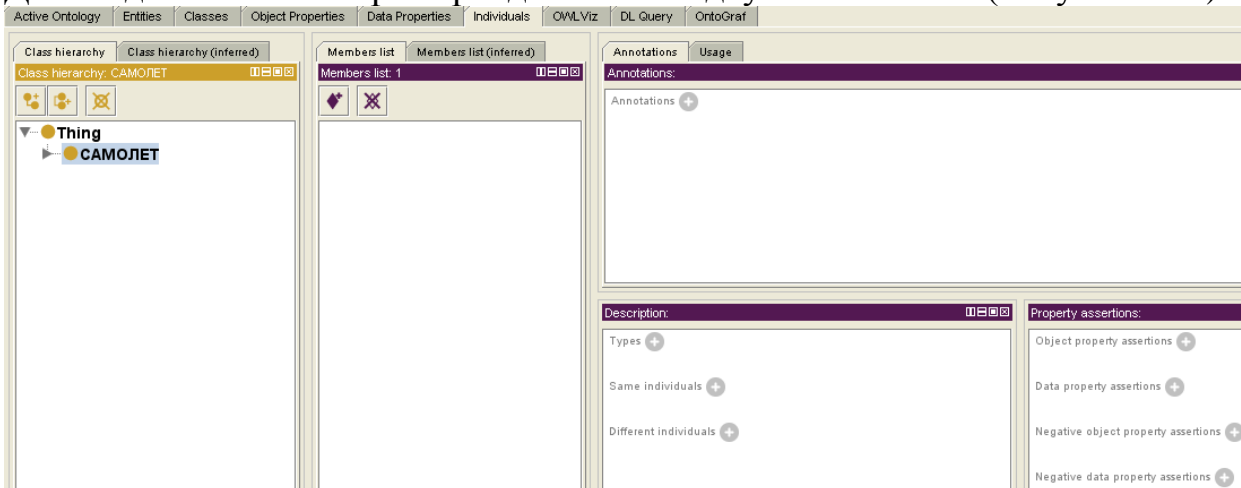 Active Ontology Entities Classes Object Properties Data Properties Individuals OWLViz DL Query OntoGraf
Class hierarchy Class hierarchy (inferred)
Class hierarchy: САМОЛЕТ
Thing
САМОЛЕТ
Members list Members list (inferred)
Members list: 1
Annotations Usage
Annotations:
Annotations
Description:
Types
Same individuals
Different individuals
Property assertions:
Object property assertions
Data property assertions
Negative object property assertions
Negative data property assertions